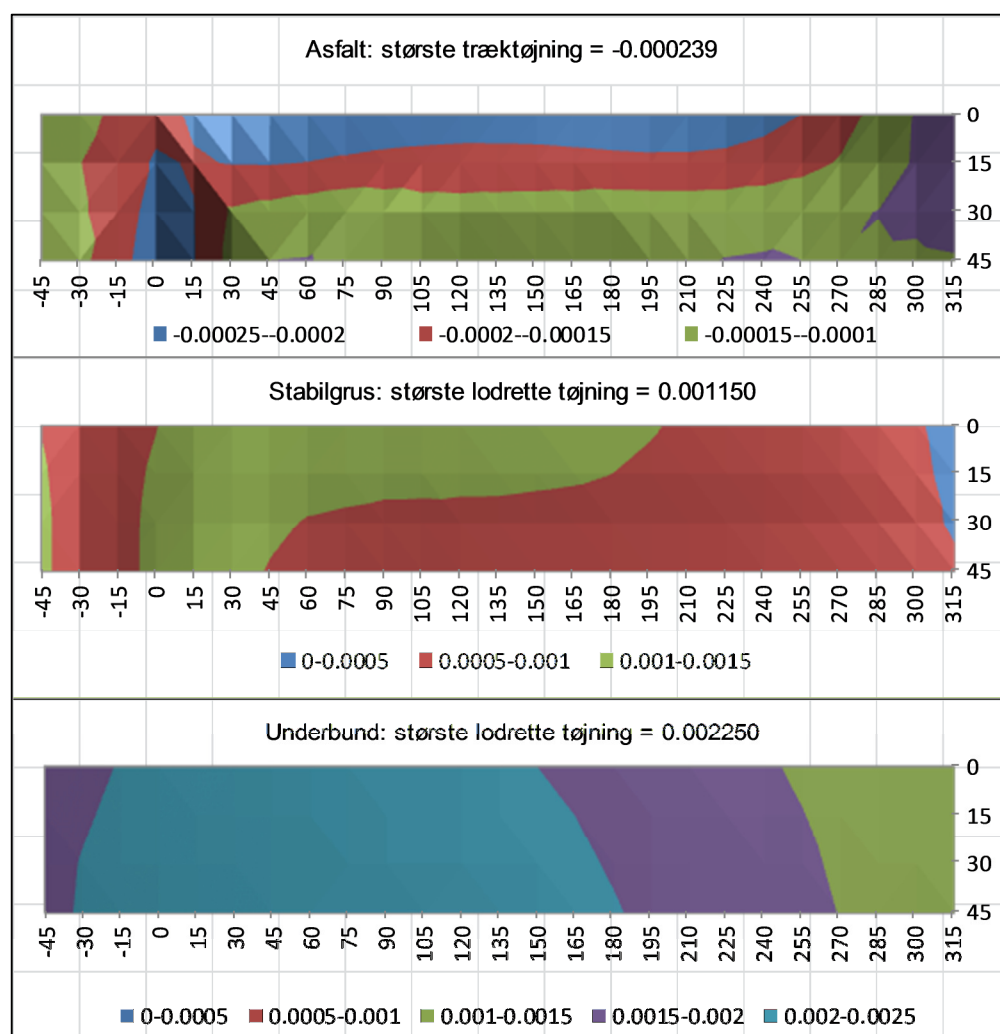 Asfalt: største træktøjning = -0.000239
0
15
30
45
-45 -30 -15 0 15 30 45 60 75 90 105 120 135 150 165 180 195 210 225 240 255 270 285 300 315
-0.00025--0.0002 -0.0002--0.00015 -0.00015--0.0001
Stabilgrus: største lodrette tøjning = 0.001150
0
15
30
45
-45 -30 -15 0 15 30 45 60 75 90 105 120 135 150 165 180 195 210 225 240 255 270 285 300 315
0-0.0005 0.0005-0.001 0.001-0.0015
Underbund: største lodrette tøjning = 0.002250
0
15
30
45
-45 -30 -15 0 15 30 45 60 75 90 105 120 135 150 165 180 195 210 225 240 255 270 285 300 315
0-0.0005 0.0005-0.001 0.001-0.0015 0.0015-0.002 0.002-0.0025